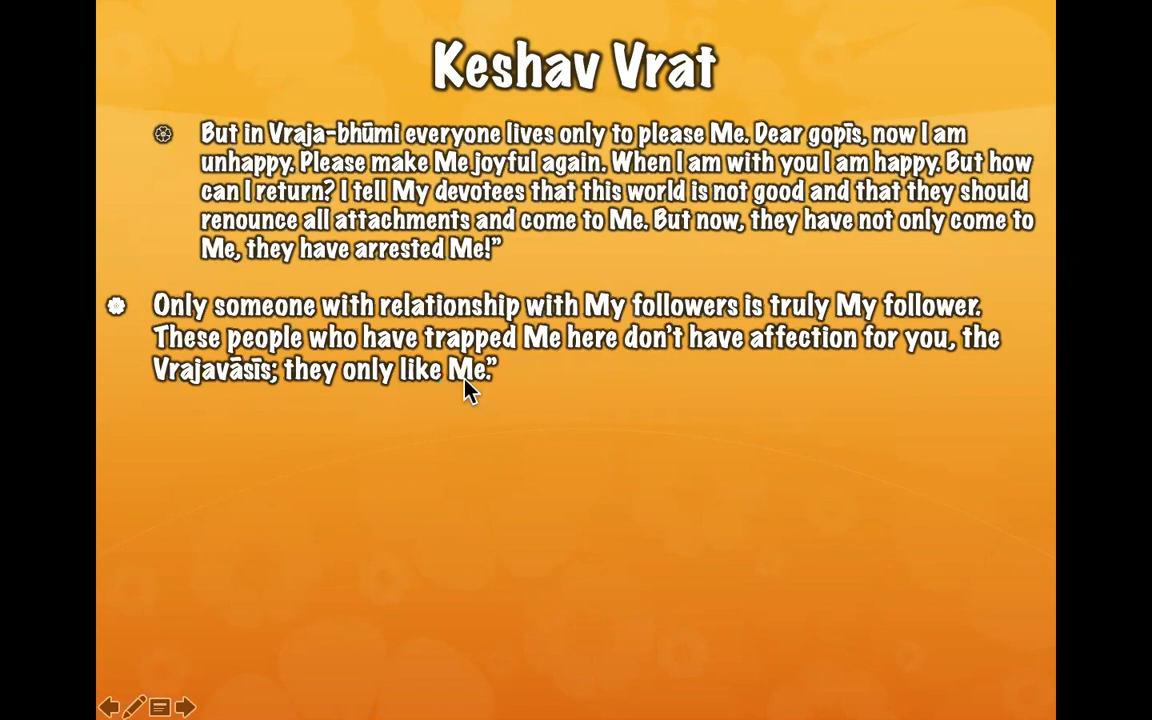 Keshav Vrat
But in Vraja-bhūmi everyone lives only to please Me. Dear gopīs, now I am
unhappy. Please make Me joyful again. When I am with you I am happy. But how
can I return? I tell My devotees that this world is not good and that they should
renounce all attachments and come to Me. But now, they have not only come to
Me, they have arrested Me!”
Only someone with relationship with My followers is truly My follower.
These people who have trapped Me here don’t have affection for you, the
Vrajavāsīs; they only like Me.”